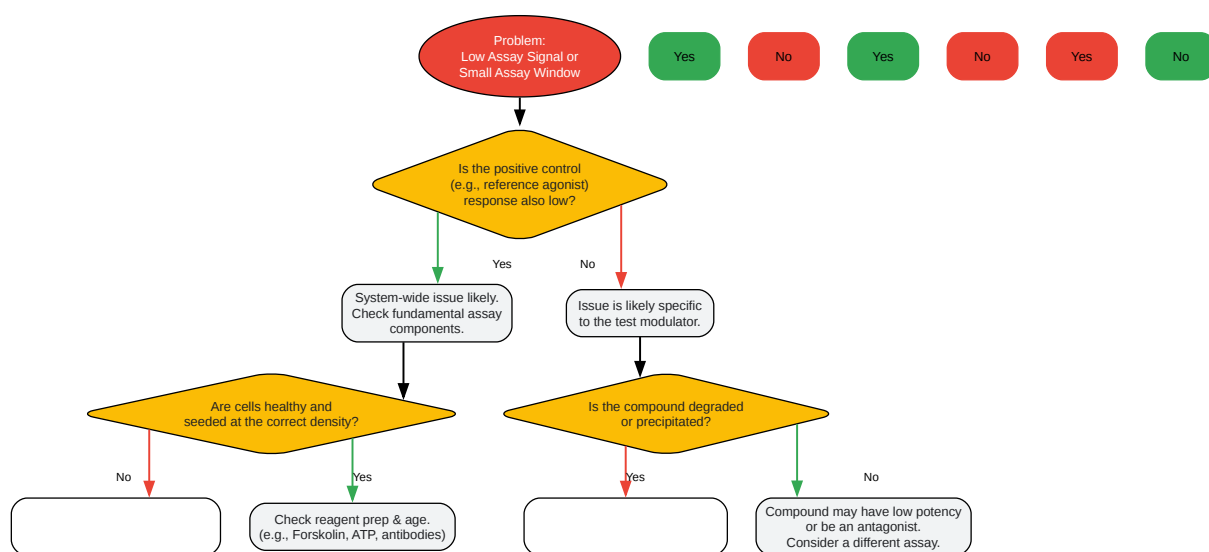 Problem:
Low Assay Signal or
Small Assay Window
Yes
No
Yes
No
Yes
No
Is the positive control
(e.g., reference agonist)
response also low?
Yes
No
System-wide issue likely.
Check fundamental assay
components.
Issue is likely specific
to the test modulator.
Are cells healthy and
seeded at the correct density?
Is the compound degraded
or precipitated?
No
Yes
Yes
No
Check reagent prep & age.
(e.g., Forskolin, ATP, antibodies)
Compound may have low potency
or be an antagonist.
Consider a different assay.